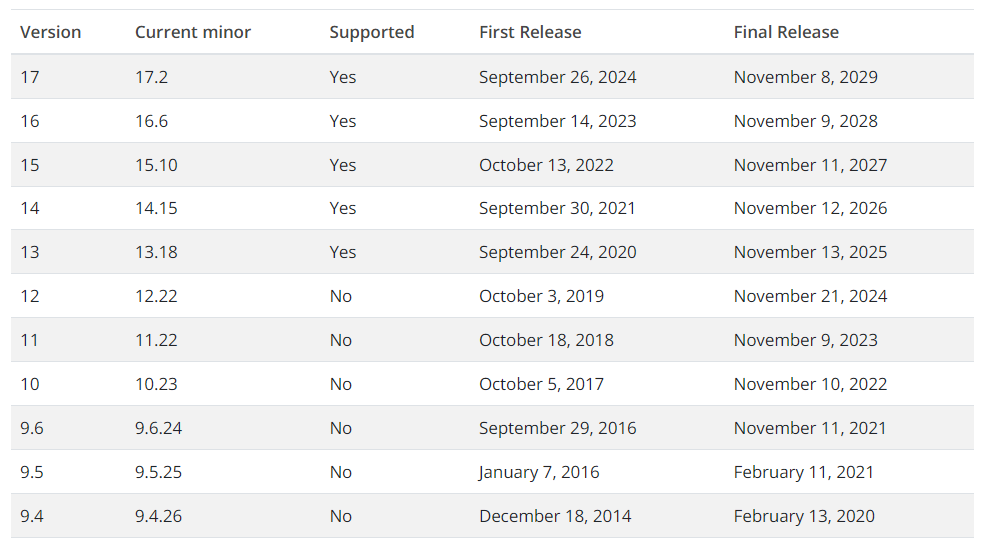 Version Current minor Supported First Release Final Release
17 17.2 Yes September 26, 2024 November 8, 2029
16 16.6 Yes September 14, 2023 November 9, 2028
15 15.10 Yes October 13, 2022 November 11, 2027
14 14.15 Yes September 30, 2021 November 12, 2026
13 13.18 Yes September 24, 2020 November 13, 2025
12 12.22 No October 3, 2019 November 21, 2024
11 11.22 No October 18, 2018 November 9, 2023
10 10.23 No October 5, 2017 November 10, 2022
9.6 9.6.24 No September 29, 2016 November 11, 2021
9.5 9.5.25 No January 7, 2016 February 11, 2021
9.4 9.4.26 No December 18, 2014 February 13, 2020